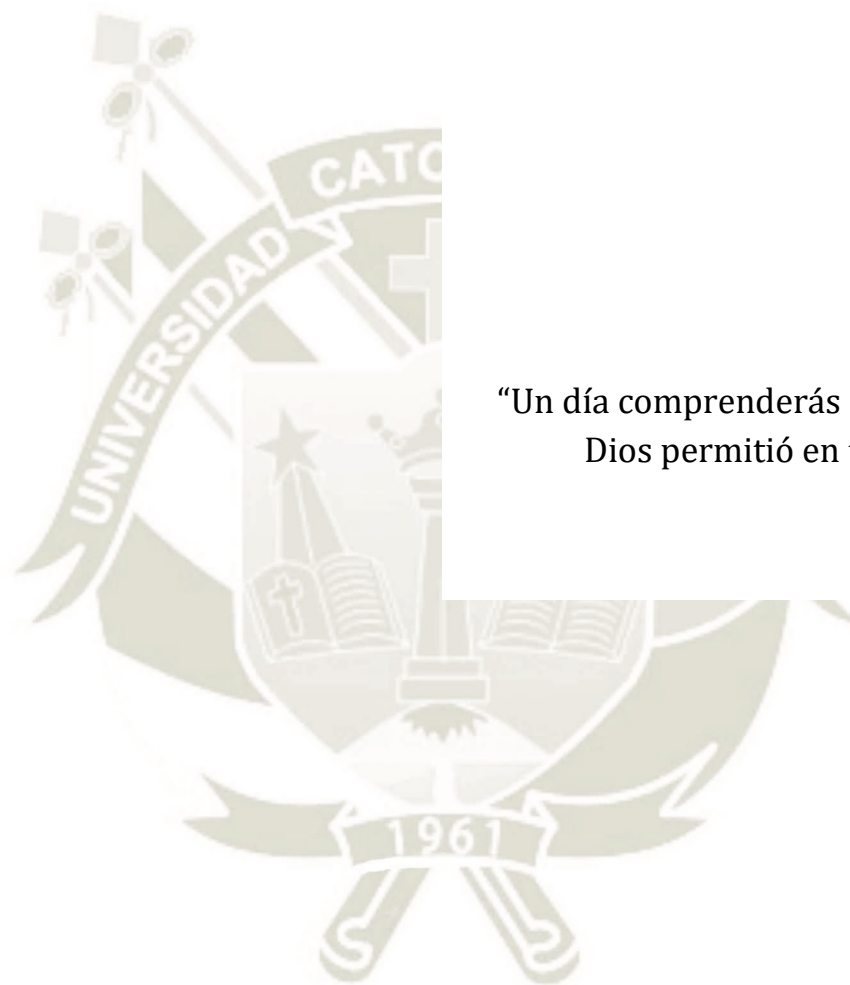 CATO
UNIVERSIDAD
“Un día comprenderás
Dios permitió en
1961